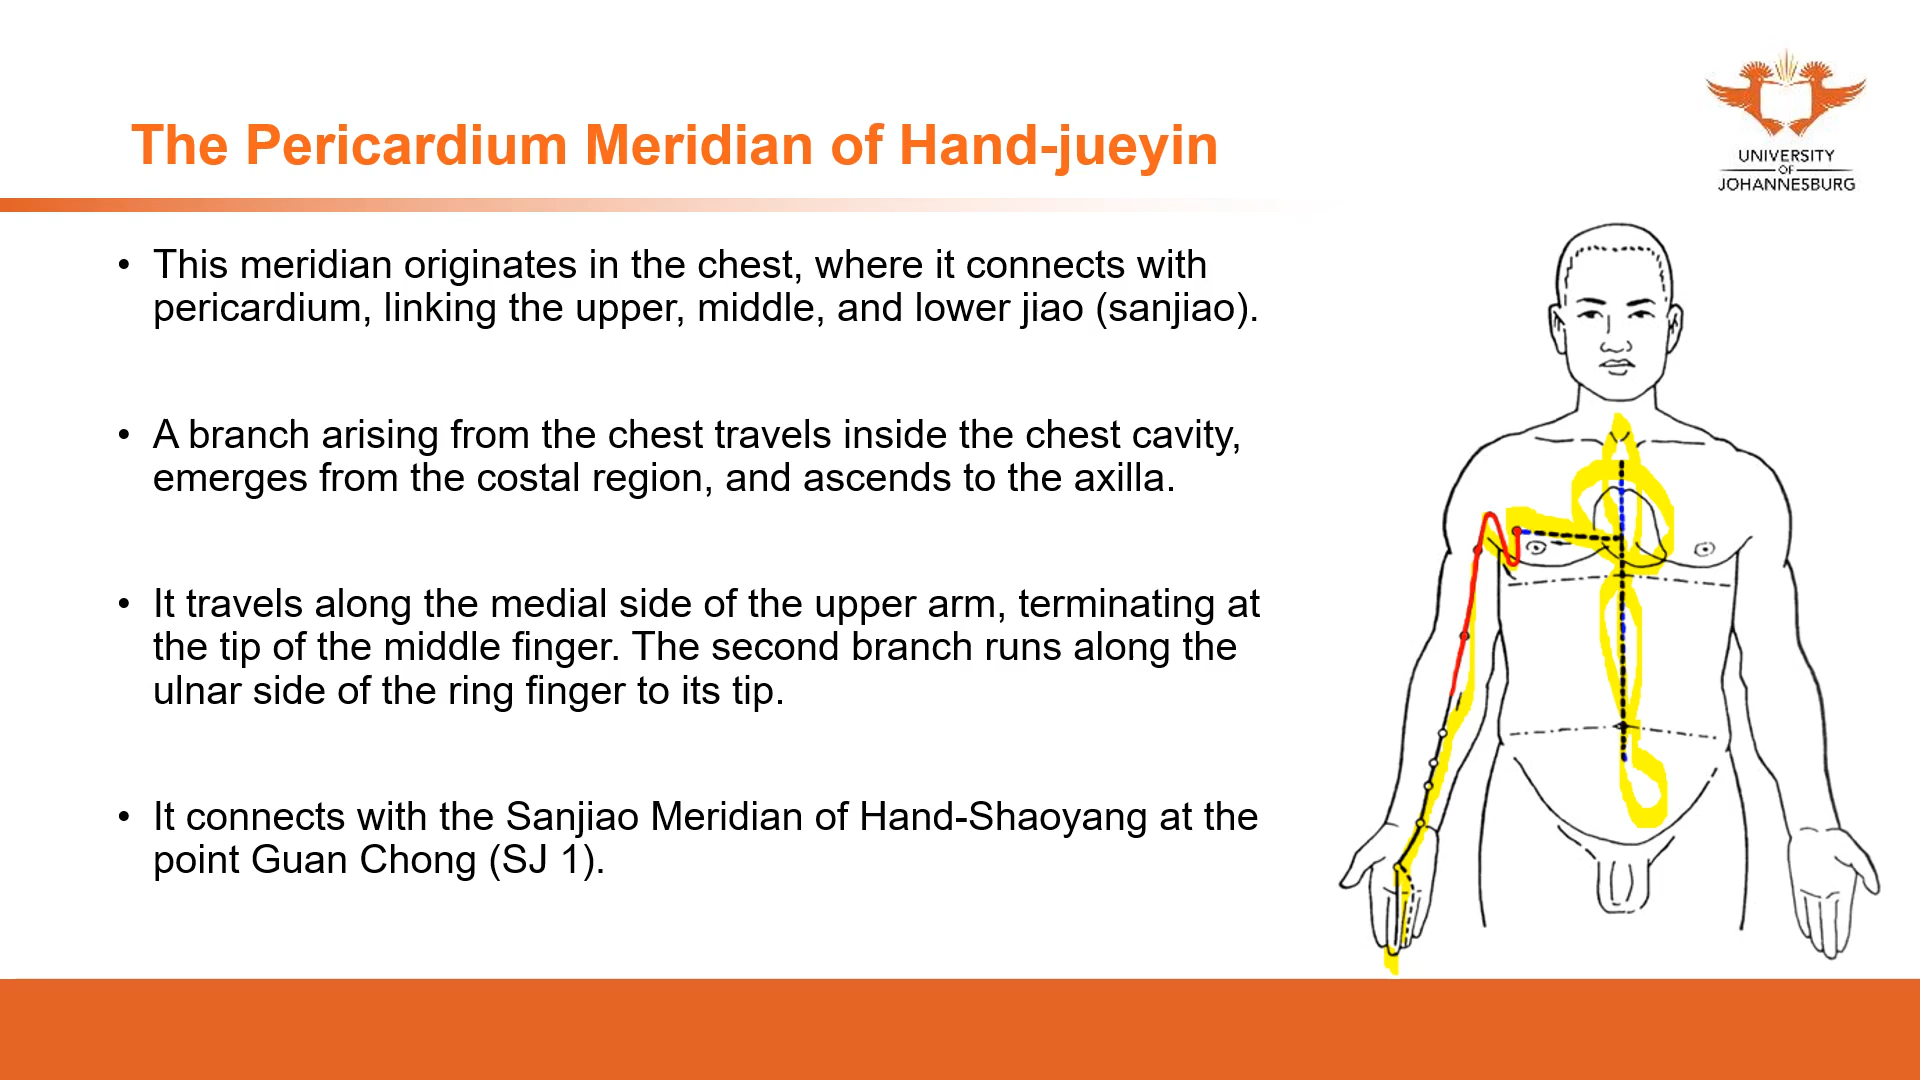 The Pericardium Meridian of Hand-jueyin
UNIVERSITY
OF
JOHANNESBURG
• This meridian originates in the chest, where it connects with
pericardium, linking the upper, middle, and lower jiao (sanjiao).
• A branch arising from the chest travels inside the chest cavity,
emerges from the costal region, and ascends to the axilla.
• It travels along the medial side of the upper arm, terminating at
the tip of the middle finger. The second branch runs along the
ulnar side of the ring finger to its tip.
• It connects with the Sanjiao Meridian of Hand-Shaoyang at the
point Guan Chong (SJ 1).